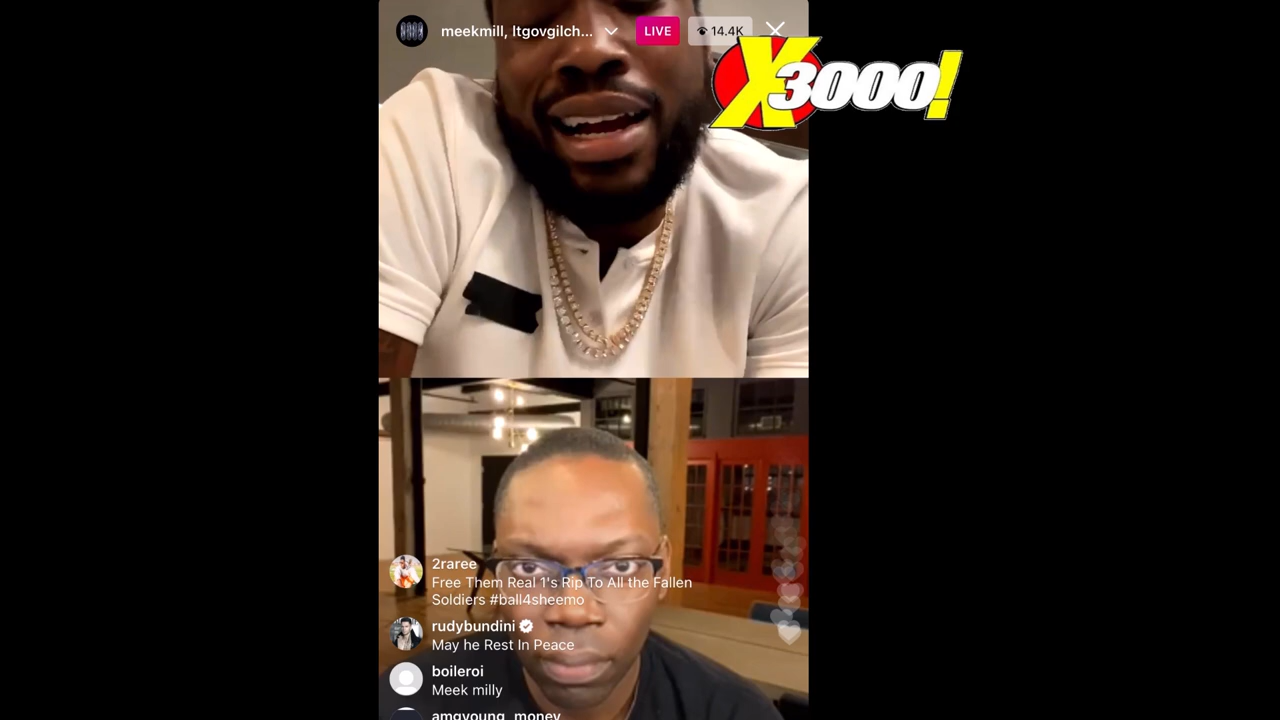 meekmill, ltgovgilch...
LIVE
14.4K
X3000!
2raree
Free Them Real 1's Rip To All the Fallen
Soldiers #ball4sheemo
rudybundini
May he Rest In Peace
boileroi
Meek milly
amgyoung_money